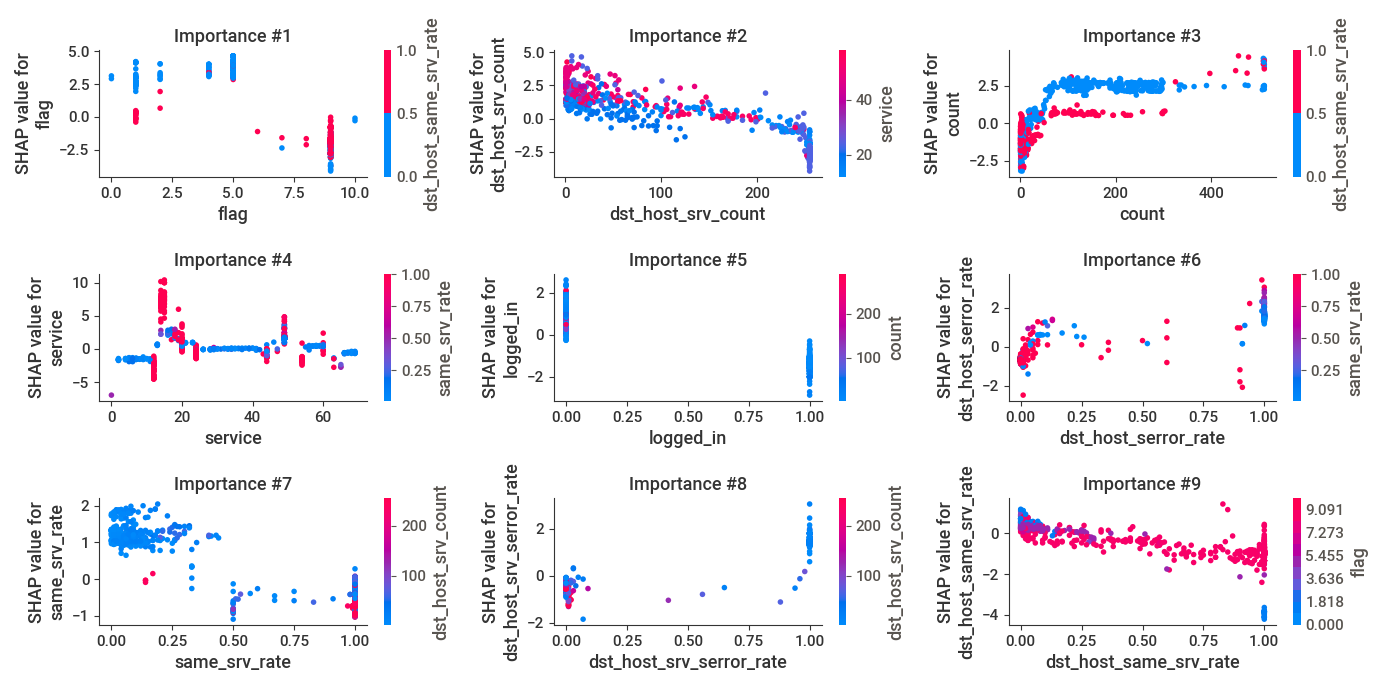 Importance #1
SHAP value for
flag
5.0
2.5
0.0
−2.5
0.0
2.5
5.0
7.5
10.0
flag
1.0
0.5
0.0
dst_host_same_srv_rate
Importance #2
SHAP value for
dst_host_srv_count
5.0
2.5
0.0
−2.5
0
100
200
dst_host_srv_count
40
20
service
Importance #3
SHAP value for
count
2.5
0.0
−2.5
0
200
400
count
1.0
0.5
0.0
dst_host_same_srv_rate
Importance #4
SHAP value for
service
10
5
0
−5
0
20
40
60
service
1.00
0.75
0.50
0.25
same_srv_rate
Importance #5
SHAP value for
logged_in
2
0
−2
0.00
0.25
0.50
0.75
1.00
logged_in
200
100
count
Importance #6
SHAP value for
dst_host_serror_rate
2
0
−2
0.00
0.25
0.50
0.75
1.00
dst_host_serror_rate
1.00
0.75
0.50
0.25
same_srv_rate
Importance #7
SHAP value for
same_srv_rate
2
1
0
−1
0.00
0.25
0.50
0.75
1.00
same_srv_rate
200
100
dst_host_srv_count
Importance #8
SHAP value for
dst_host_srv_serror_rate
2
0
−2
0.00
0.25
0.50
0.75
1.00
dst_host_srv_serror_rate
200
100
dst_host_srv_count
Importance #9
SHAP value for
dst_host_same_srv_rate
0
−2
−4
0.00
0.25
0.50
0.75
1.00
dst_host_same_srv_rate
9.091
7.273
5.455
3.636
1.818
0.000
flag